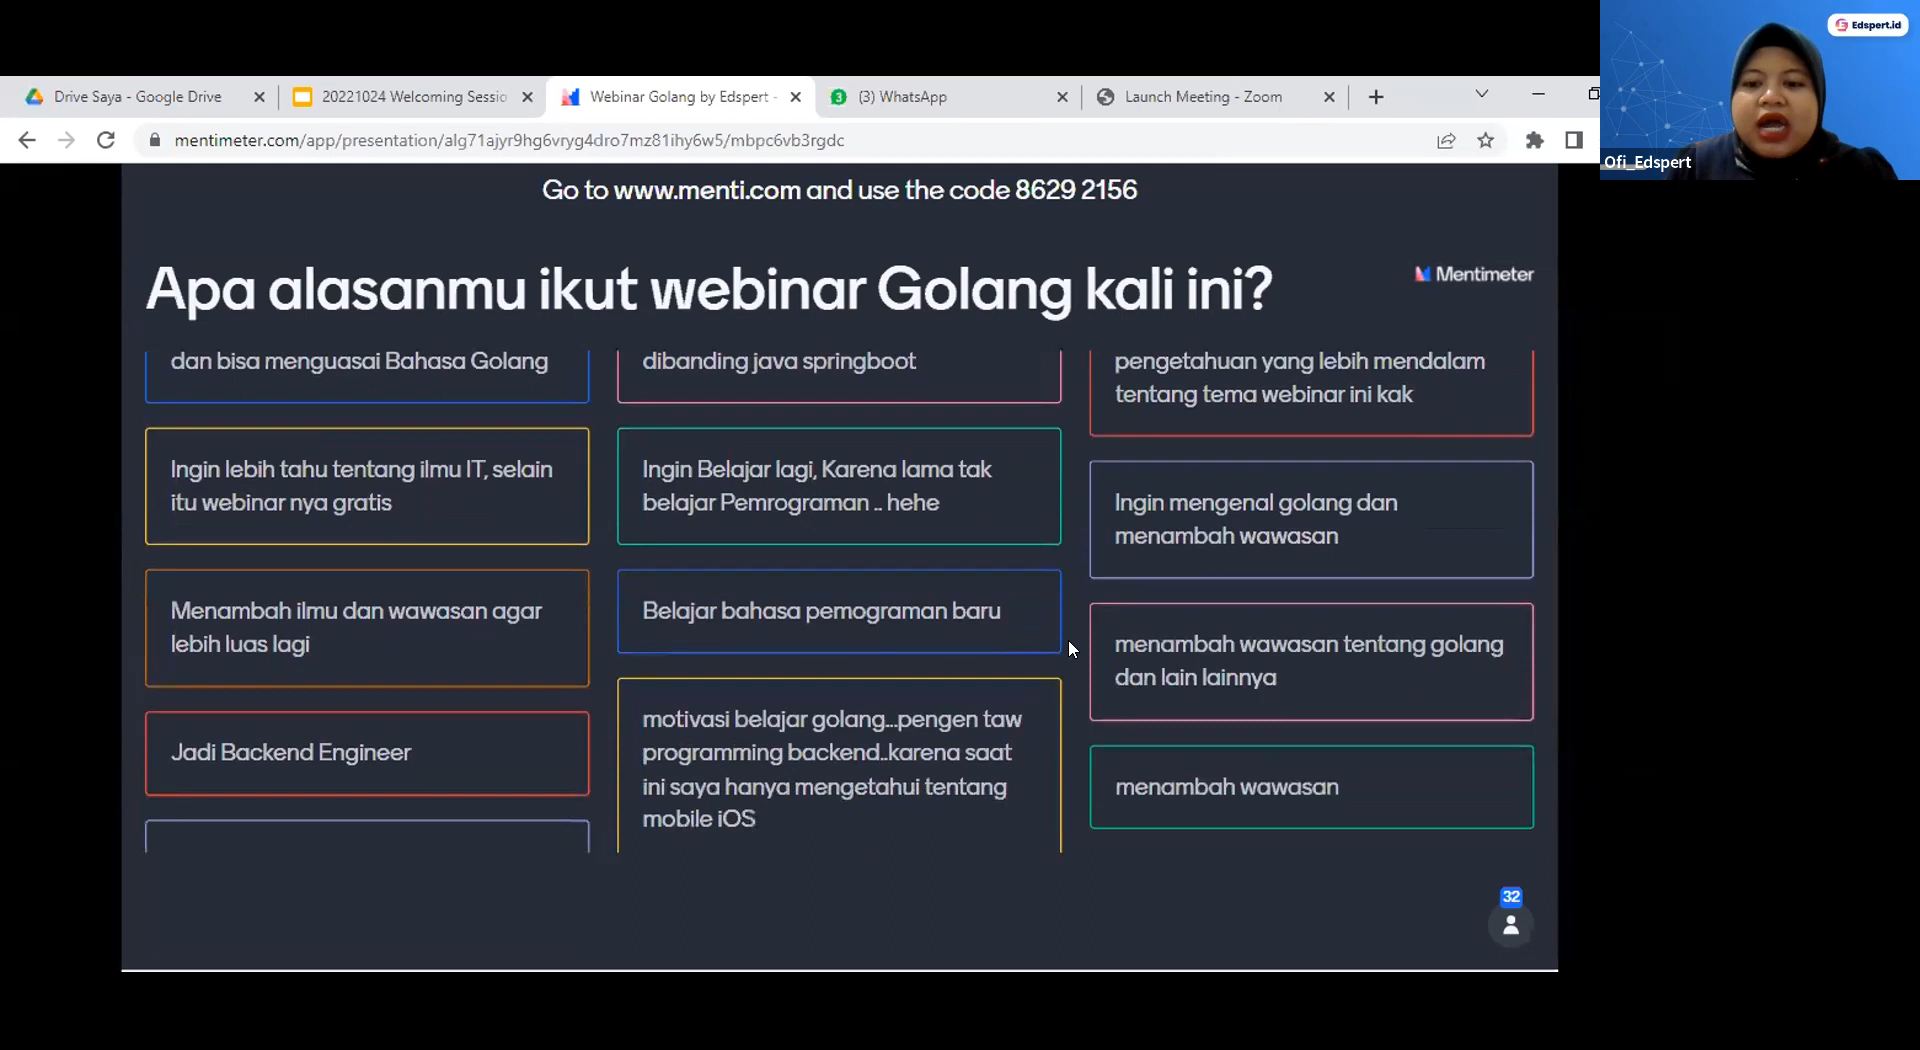 Drive Saya - Google Drive
20221024 Welcoming Sessio
Webinar Golang by Edspert -
(3) WhatsApp
Launch Meeting - Zoom
mentimeter.com/app/presentation/alg71ajyr9hg6vryg4dro7mz81ihy6w5/mbpc6vb3rgdc
Edspert.id
Ofi_Edspert
Go to www.menti.com and use the code 8629 2156
Apa alasanmu ikut webinar Golang kali ini?
Mentimeter
dan bisa menguasai Bahasa Golang
Ingin lebih tahu tentang ilmu IT, selain
itu webinar nya gratis
Menambah ilmu dan wawasan agar
lebih luas lagi
Jadi Backend Engineer
dibanding java springboot
Ingin Belajar lagi, Karena lama tak
belajar Pemrograman .. hehe
Belajar bahasa pemograman baru
motivasi belajar golang...pengen taw
programming backend..karena saat
ini saya hanya mengetahui tentang
mobile iOS
pengetahuan yang lebih mendalam
tentang tema webinar ini kak
Ingin mengenal golang dan
menambah wawasan
menambah wawasan tentang golang
dan lain lainnya
menambah wawasan
32